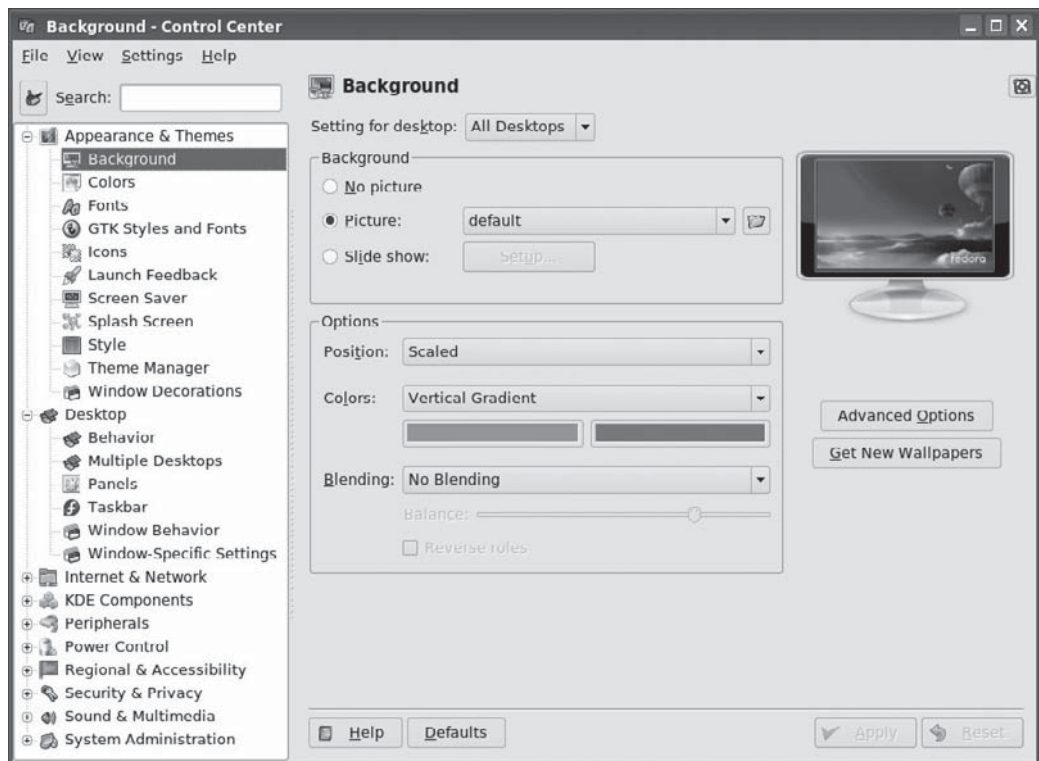 Background - Control Center
File View Settings Help
Search:
Appearance & Themes
Background
Colors
Fonts
GTK Styles and Fonts
Icons
Launch Feedback
Screen Saver
Splash Screen
Style
Theme Manager
Window Decorations
Desktop
Behavior
Multiple Desktops
Panels
Taskbar
Window Behavior
Window-Specific Settings
Internet & Network
KDE Components
Peripherals
Power Control
Regional & Accessibility
Security & Privacy
Sound & Multimedia
System Administration
Background
Setting for desktop: All Desktops
Background
No picture
Picture: default
Slide show: Setup...
fedora
Options
Position: Scaled
Colors: Vertical Gradient
Blending: No Blending
Balance:
Reverse roles
Advanced Options
Get New Wallpapers
Help Defaults Apply Reset